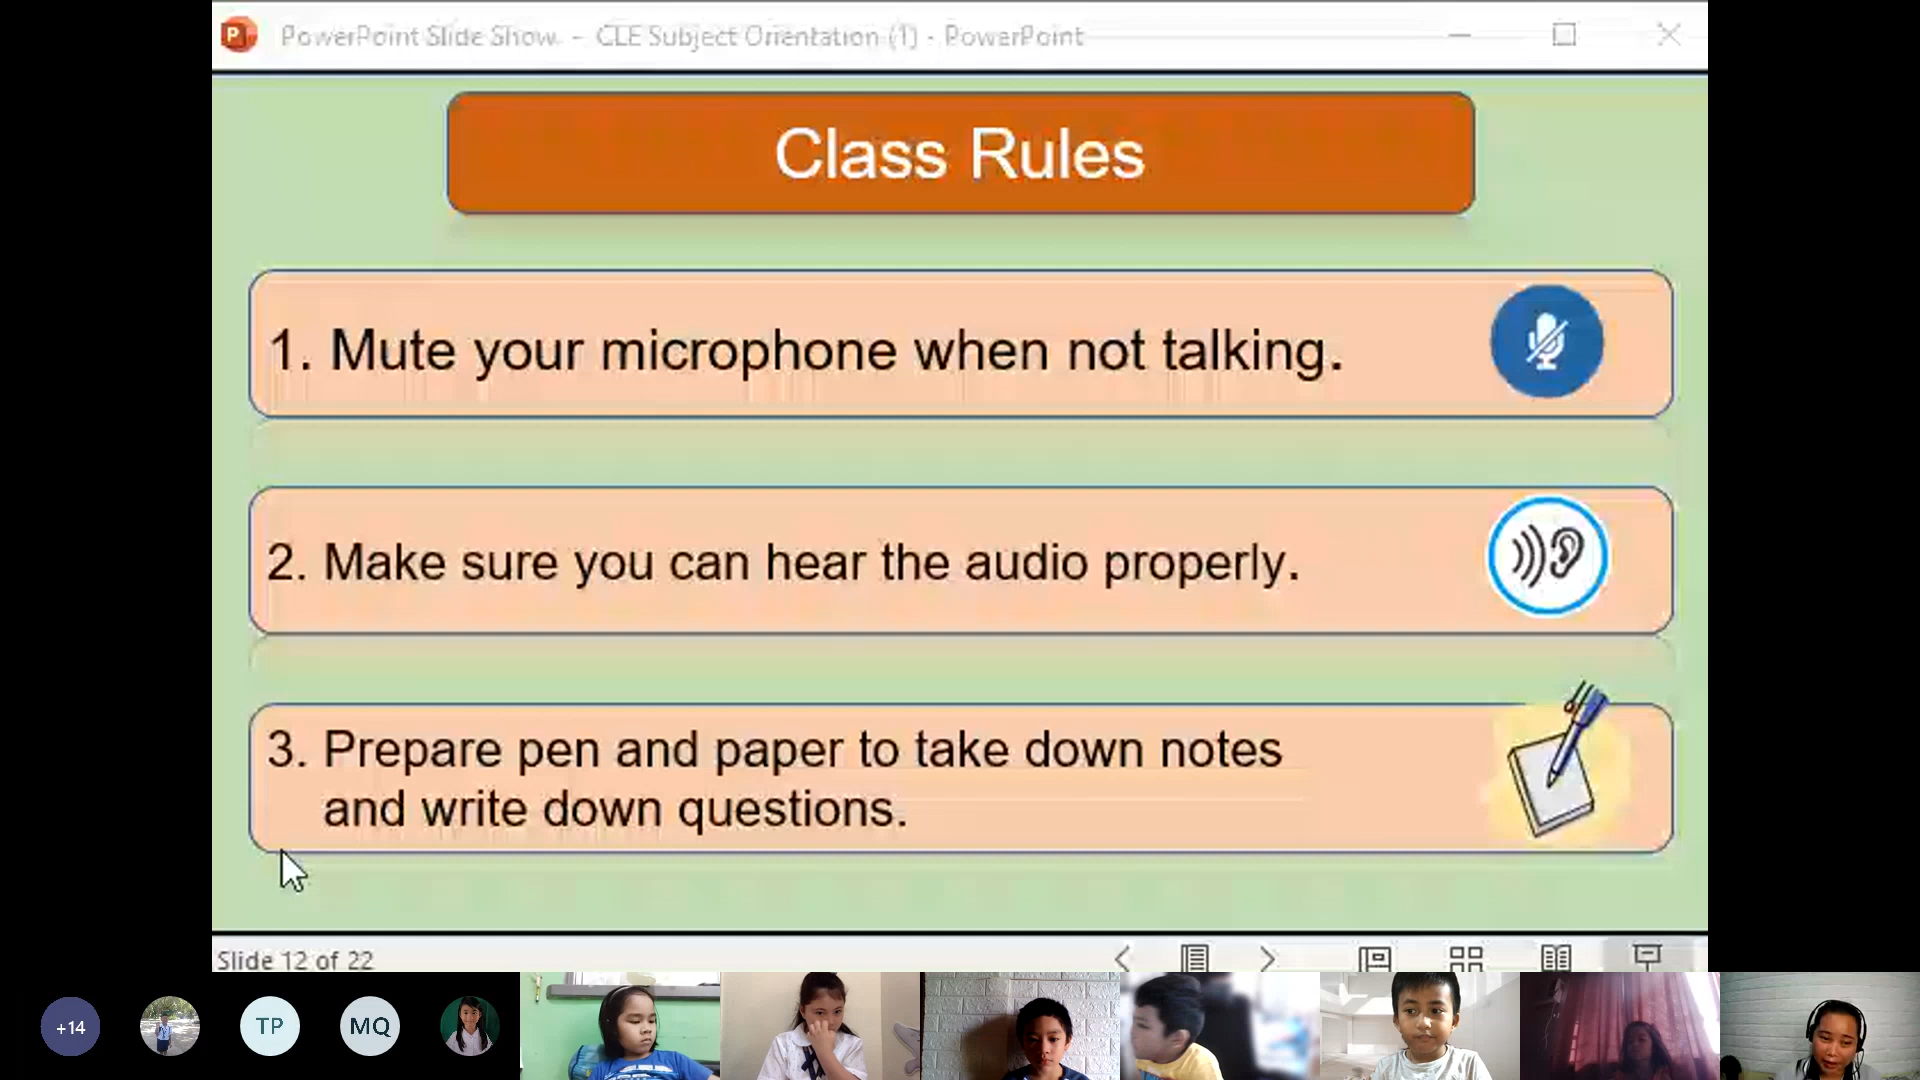 PowerPoint Slide Show - CLE Subject Orientation (1) - PowerPoint
Class Rules
1. Mute your microphone when not talking.
2. Make sure you can hear the audio properly.
3. Prepare pen and paper to take down notes
and write down questions.
Slide 12 of 22
+14
TP
MQ